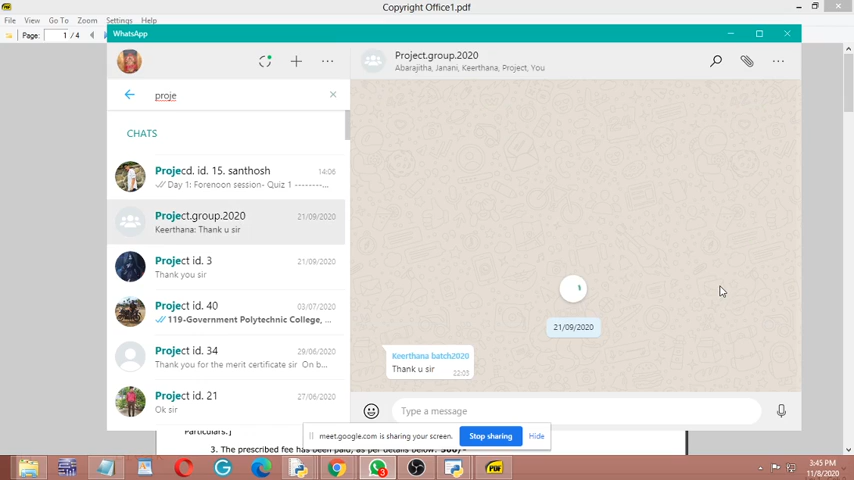 Copyright Office1.pdf
File View Go To Zoom Settings Help
Page: 1 / 4
WhatsApp
Project.group.2020
Abarajitha, Janani, Keerthana, Project, You
proje
CHATS
Projecd. id. 15. santhosh 14:06
Day 1: Forenoon session- Quiz 1 --------...
Project.group.2020 21/09/2020
Keerthana: Thank u sir
Project id. 3 21/09/2020
Thank you sir
Project id. 40 03/07/2020
119-Government Polytechnic College, ...
Project id. 34 29/06/2020
Thank you for the merit certificate sir On b...
Project id. 21 27/06/2020
Ok sir
21/09/2020
Keerthana batch2020
Thank u sir 22:03
Type a message
Particulars.]
meet.google.com is sharing your screen. Stop sharing Hide
3. The prescribed fee has been paid, as per details below: 500/-
3:45 PM
11/8/2020